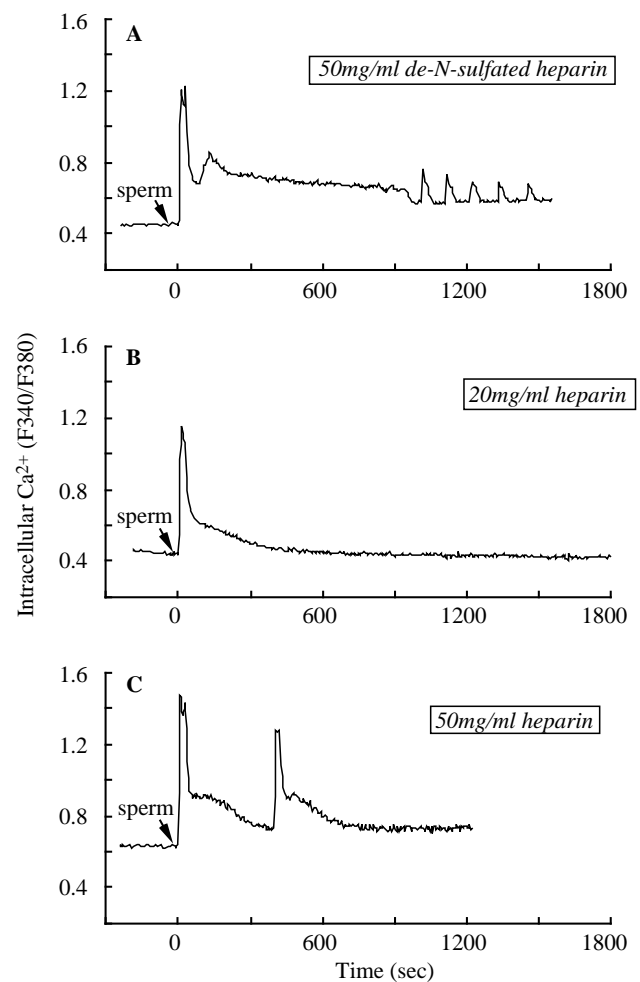 Intracellular Ca²⁺ (F340/F380)
A
50mg/ml de-N-sulfated heparin
1.6
1.2
0.8
0.4
sperm
0 600 1200 1800
B
20mg/ml heparin
1.6
1.2
0.8
0.4
sperm
0 600 1200 1800
C
50mg/ml heparin
1.6
1.2
0.8
0.4
sperm
0 600 1200 1800
Time (sec)